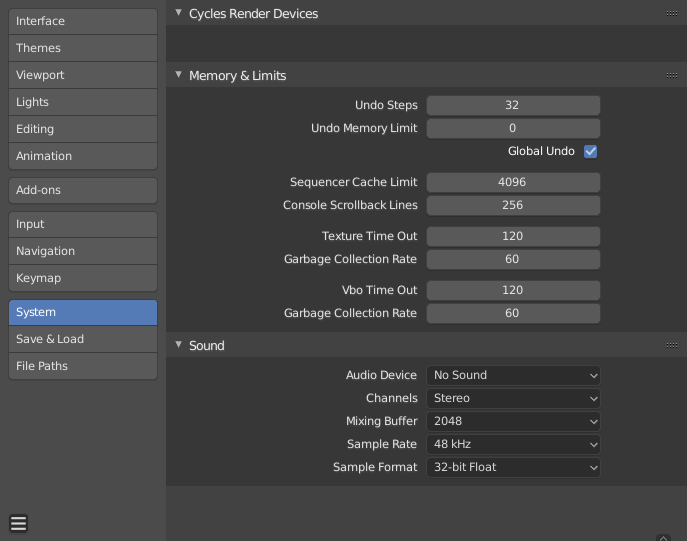 Interface
Themes
Viewport
Lights
Editing
Animation
Add-ons
Input
Navigation
Keymap
System
Save & Load
File Paths
Cycles Render Devices
Memory & Limits
Undo Steps 32
Undo Memory Limit 0
Global Undo
Sequencer Cache Limit 4096
Console Scrollback Lines 256
Texture Time Out 120
Garbage Collection Rate 60
Vbo Time Out 120
Garbage Collection Rate 60
Sound
Audio Device No Sound
Channels Stereo
Mixing Buffer 2048
Sample Rate 48 kHz
Sample Format 32-bit Float